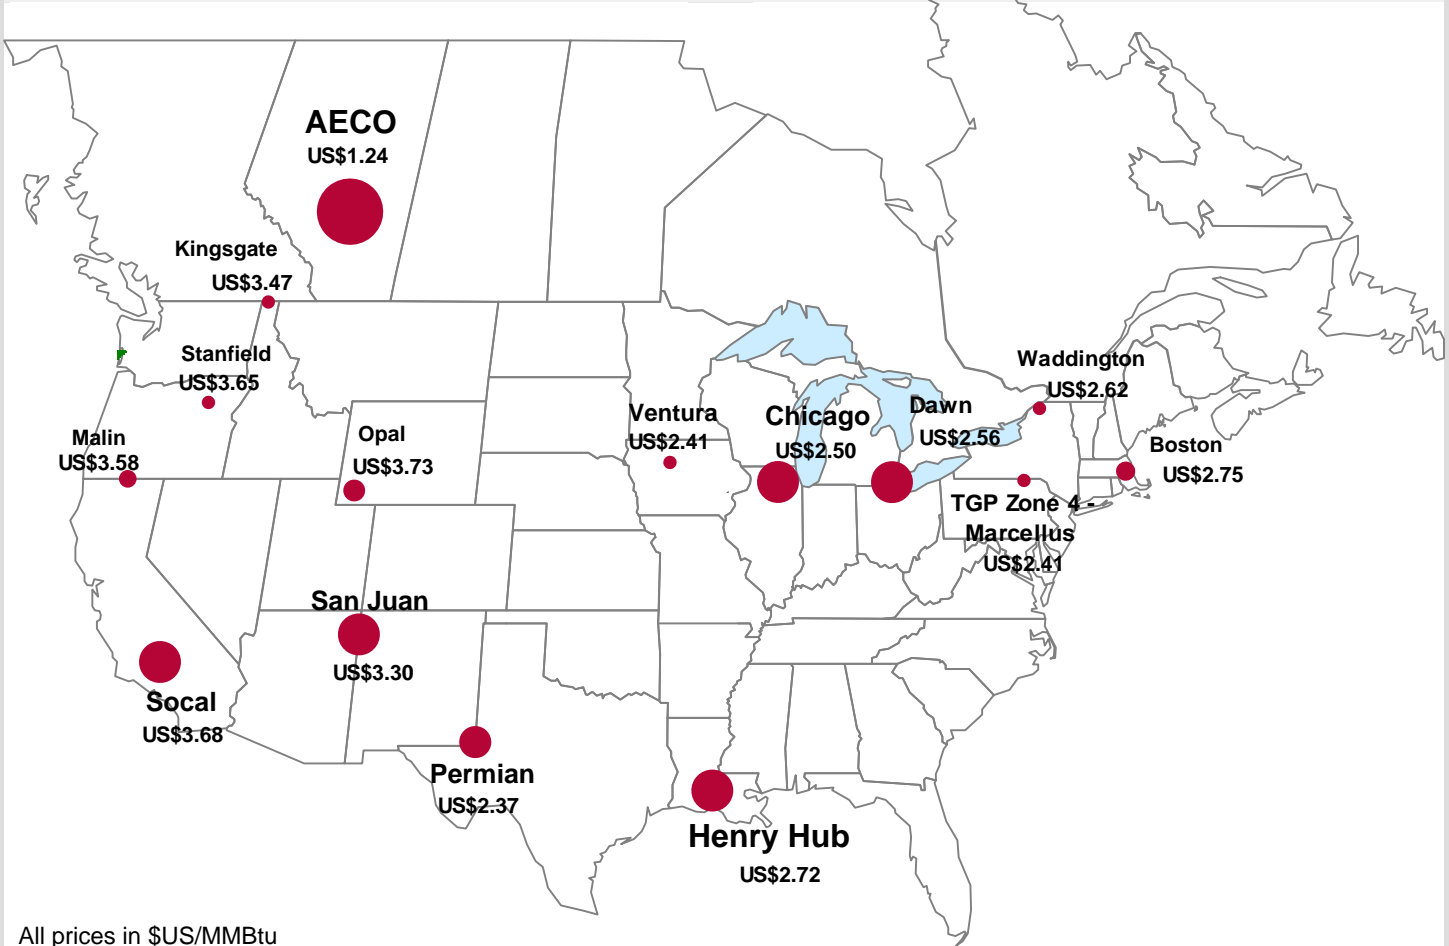 AECO
US$1.24
Kingsgate
US$3.47
Stanfield
US$3.65
Malin
US$3.58
Opal
US$3.73
Ventura
US$2.41
Chicago
US$2.50
Dawn
US$2.56
Waddington
US$2.62
Boston
US$2.75
TGP Zone 4 -
Marcellus
US$2.41
San Juan
US$3.30
Socal
US$3.68
Permian
US$2.37
Henry Hub
US$2.72
All prices in $US/MMBtu